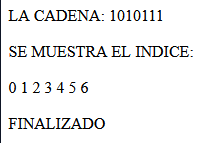 LA CADENA: 1010111
SE MUESTRA EL INDICE:
0 1 2 3 4 5 6
FINALIZADO